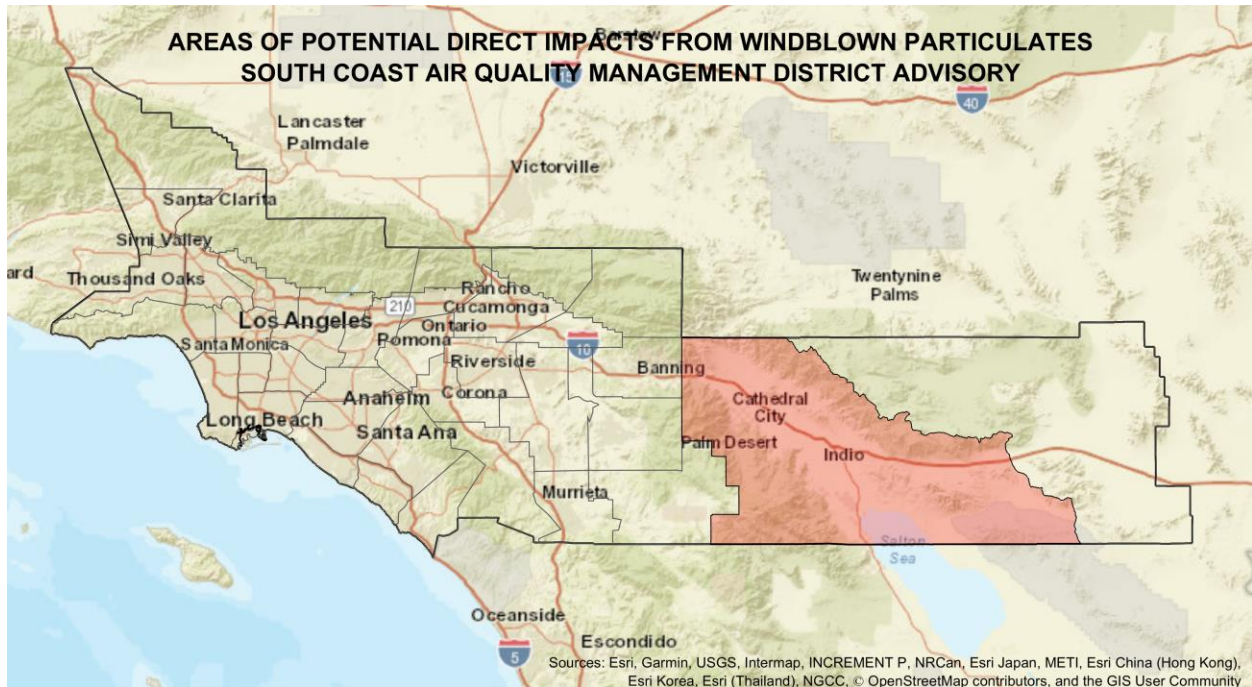 AREAS OF POTENTIAL DIRECT IMPACTS FROM WINDBLOWN PARTICULATES
Barstow
SOUTH COAST AIR QUALITY MANAGEMENT DISTRICT ADVISORY
15
40
Lancaster
Palmdale
Victorville
Santa Clarita
Simi Valley
ard
Thousand Oaks
Twentynine
Palms
Rancho
Cucamonga
210
Los Angeles
Ontario
Santa Monica
Pomona
10
Riverside
Banning
Corona
Anaheim
Cathedral
City
Long Beach
Santa Ana
Palm Desert
Indio
Murrieta
Salton
Sea
Oceanside
Escondido
5
Sources: Esri, Garmin, USGS, Intermap, INCREMENT P, NRCan, Esri Japan, METI, Esri China (Hong Kong),
Esri Korea, Esri (Thailand), NGCC, © OpenStreetMap contributors, and the GIS User Community